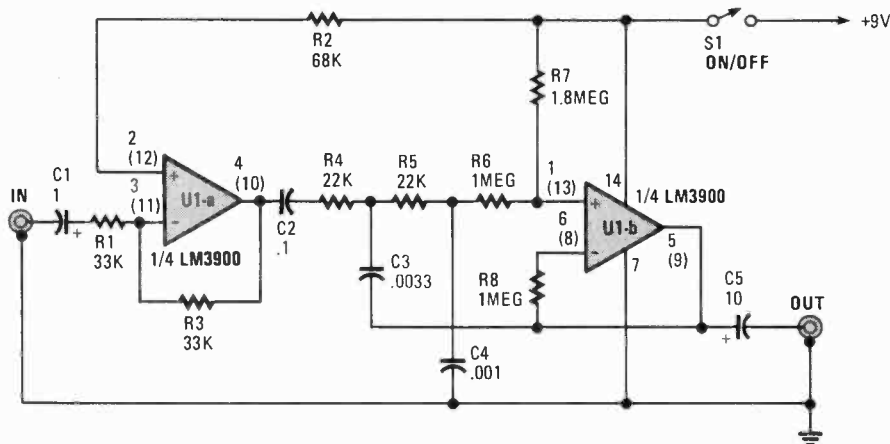 R2
68K
+9V
S1
ON/OFF
R7
1.8MEG
2
(12)
4
(10)
C1
1
IN
3
(11)
+
-
U1-a
R4
22K
R5
22K
R6
1MEG
1
(13)
14
1/4 LM3900
+
R1
33K
1/4 LM3900
C2
.1
6
(8)
+
-
U1-b
5
(9)
7
C3
.0033
R8
1MEG
C5
10
+
OUT
R3
33K
C4
.001